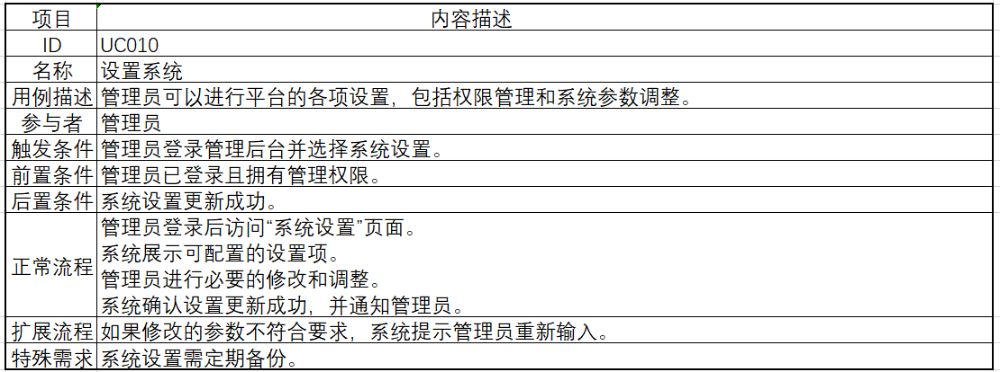 项目 内容描述
ID UC010
名称 设置系统
用例描述 管理员可以进行平台的各项设置，包括权限管理和系统参数调整。
参与者 管理员
触发条件 管理员登录管理后台并选择系统设置。
前置条件 管理员已登录且拥有管理权限。
后置条件 系统设置更新成功。
正常流程 管理员登录后访问“系统设置”页面。
系统展示可配置的设置项。
管理员进行必要的修改和调整。
系统确认设置更新成功，并通知管理员。
扩展流程 如果修改的参数不符合要求，系统提示管理员重新输入。
特殊需求 系统设置需定期备份。